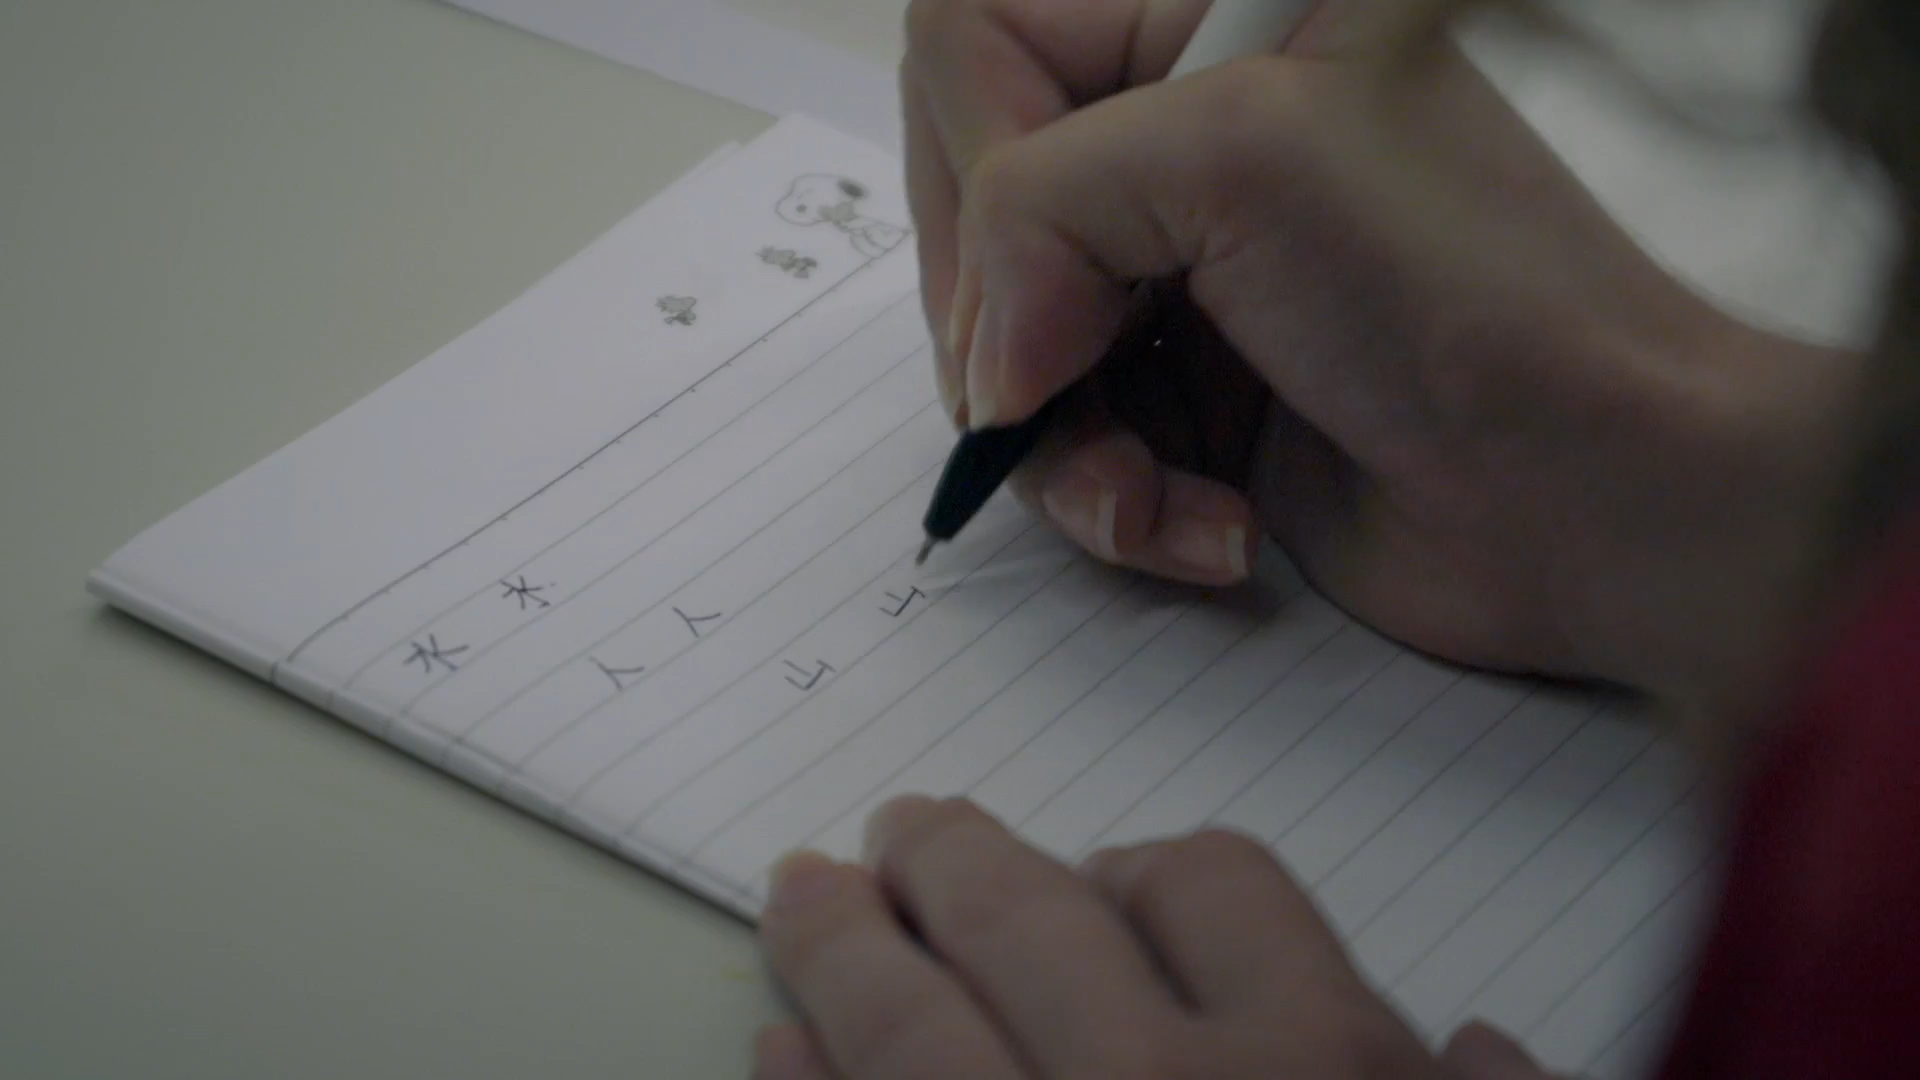 水 水
人 人
山 山